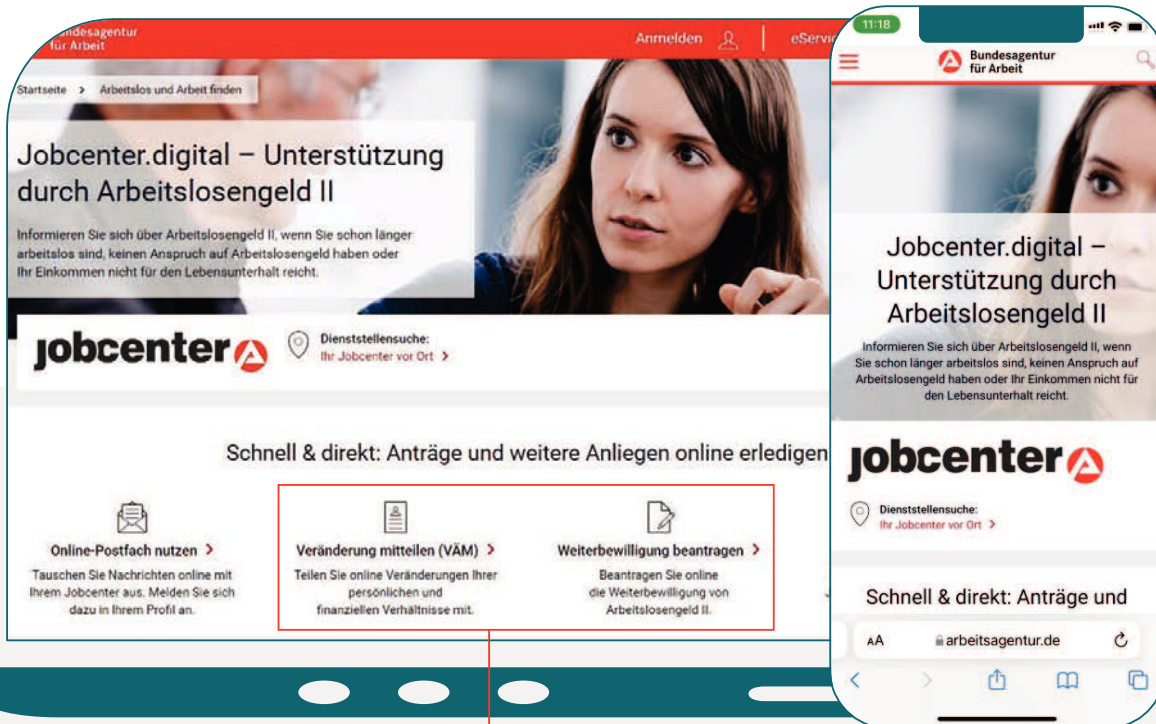 für Arbeit
Anmelden
Startseite > Arbeitslos und Arbeit finden
Jobcenter.digital – Unterstützung
durch Arbeitslosengeld II
Informieren Sie sich über Arbeitslosengeld II, wenn Sie schon länger
arbeitslos sind, keinen Anspruch auf Arbeitslosengeld haben oder
Ihr Einkommen nicht für den Lebensunterhalt reicht.
jobcenter
Dienststellensuche:
Ihr Jobcenter vor Ort >
Schnell & direkt: Anträge und weitere Anliegen online erledigen
Online-Postfach nutzen >
Tauschen Sie Nachrichten online mit
Ihrem Jobcenter aus. Melden Sie sich
dazu in Ihrem Profil an.
Veränderung mitteilen (VÄM) >
Teilen Sie online Veränderungen Ihrer
persönlichen und
finanziellen Verhältnisse mit.
Weiterbewilligung beantragen >
Beantragen Sie online
die Weiterbewilligung von
Arbeitslosengeld II.
11:18
Bundesagentur
für Arbeit
Jobcenter.digital –
Unterstützung durch
Arbeitslosengeld II
Informieren Sie sich über Arbeitslosengeld II, wenn
Sie schon länger arbeitslos sind, keinen Anspruch auf
Arbeitslosengeld haben oder Ihr Einkommen nicht für
den Lebensunterhalt reicht.
jobcenter
Dienststellensuche:
Ihr Jobcenter vor Ort >
Schnell & direkt: Anträge und
AA arbeitsagentur.de